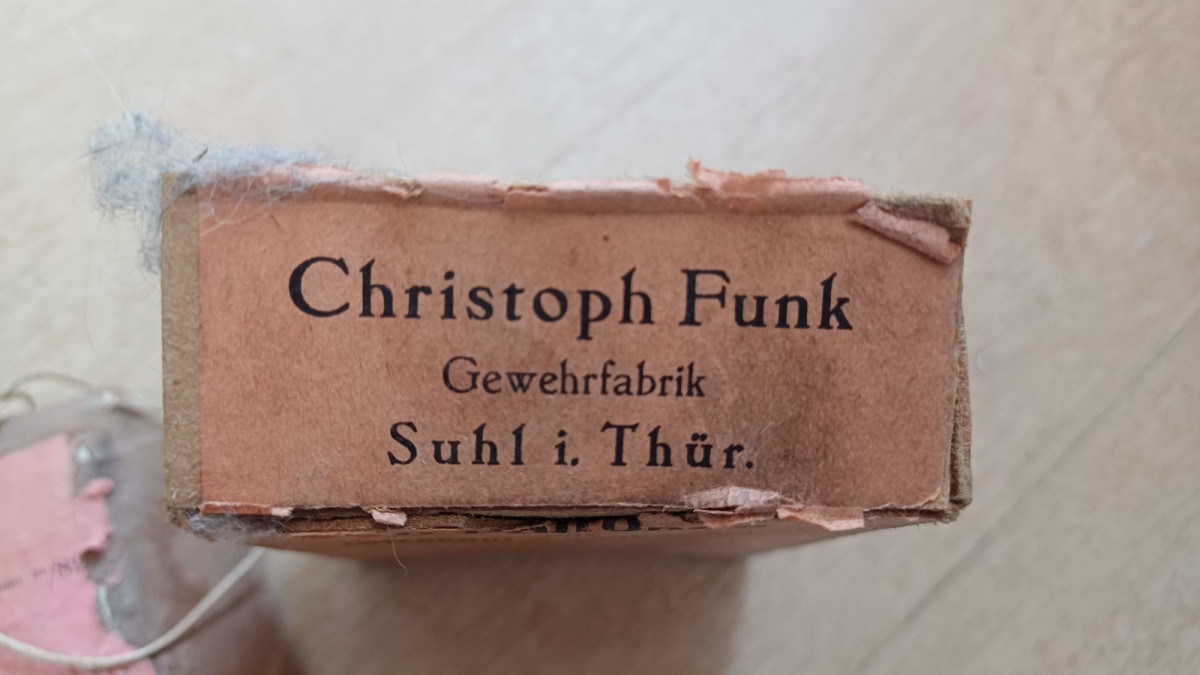 Christoph Funk
Gewehrfabrik
Suhl i. Thür.